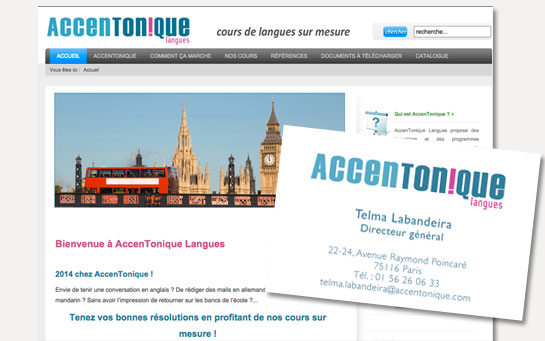 ACCENTON!QUE
langues
cours de langues sur mesure
chercher
recherche...
ACCUEIL ACCENTONIQUE COMMENT ÇA MARCHE NOS COURS RÉFÉRENCES DOCUMENTS À TÉLÉCHARGER CATALOGUE
Vous êtes ici : Accueil
Qui est AccenTonique ?
AccenTonique Langues propose des
et des programmes
Bienvenue à AccenTonique Langues
2014 chez AccenTonique !
Envie de tenir une conversation en anglais ? De rédiger des mails en allemand
mandarin ? Sans avoir l'impression de retourner sur les bancs de l'école ?...
Tenez vos bonnes résolutions en profitant de nos cours sur
mesure !
ACCENTON!QUE
langues
Telma Labandeira
Directeur général
22-24, Avenue Raymond Poincaré
75116 Paris
Tél. : 01 56 26 06 33
telma.labandeira@accentonique.com